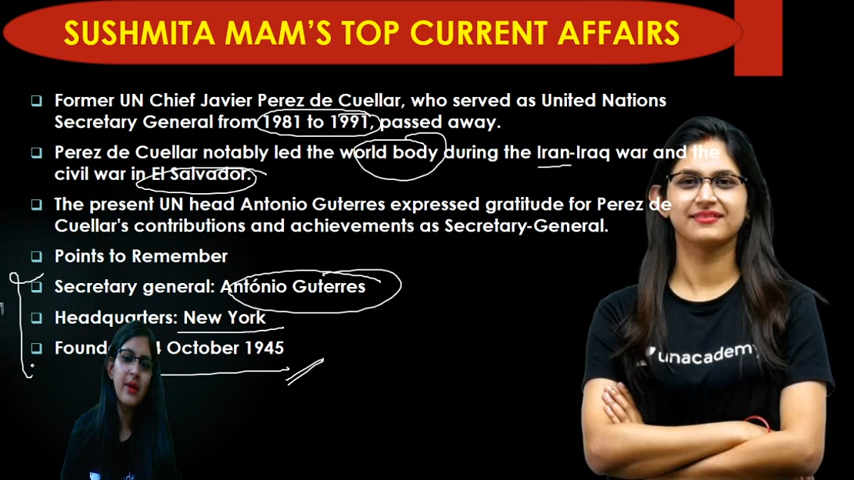 SUSHMITA MAM'S TOP CURRENT AFFAIRS
Former UN Chief Javier Perez de Cuellar, who served as United Nations
Secretary General from 1981 to 1991, passed away.
Perez de Cuellar notably led the world body during the Iran-Iraq war and the
civil war in El Salvador.
The present UN head Antonio Guterres expressed gratitude for Perez de
Cuellar's contributions and achievements as Secretary-General.
Points to Remember
Secretary general: António Guterres
Headquarters: New York
4 October 1945
unacademy